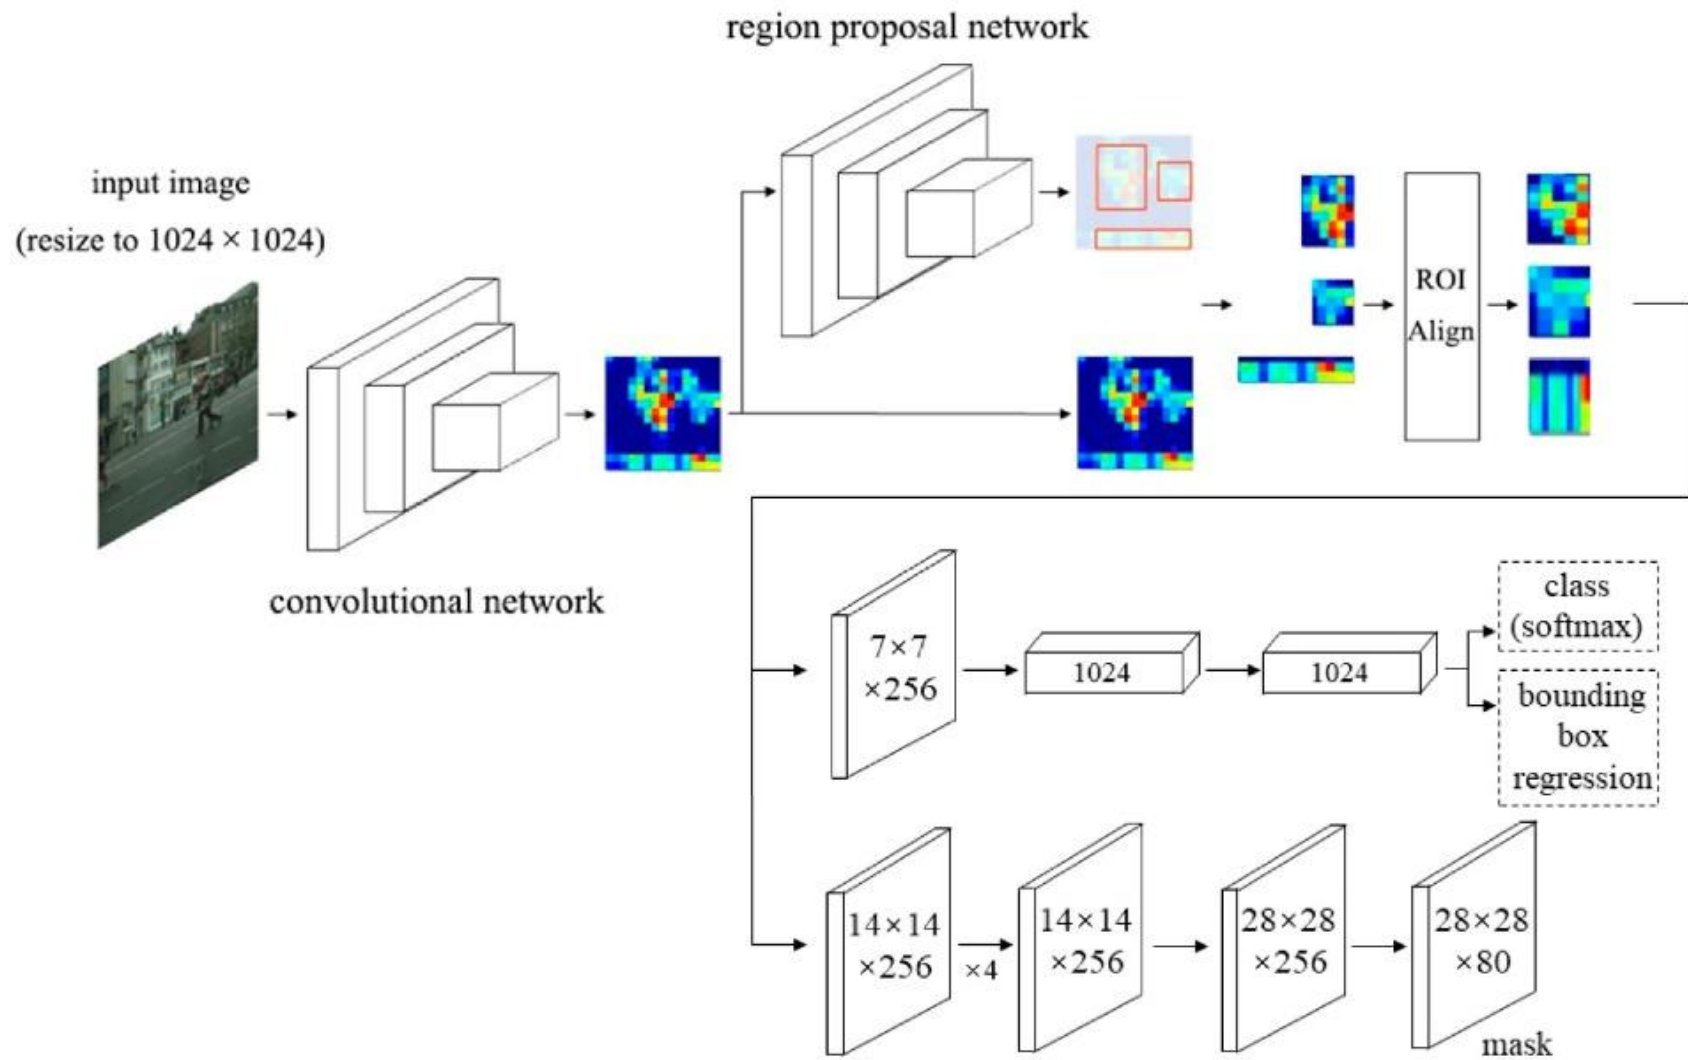 region proposal network
input image
(resize to 1024 × 1024)
ROI
Align
convolutional network
7×7
×256
1024
1024
class
(softmax)
bounding
box
regression
14×14
×256
×4
14×14
×256
28×28
×256
28×28
×80
mask